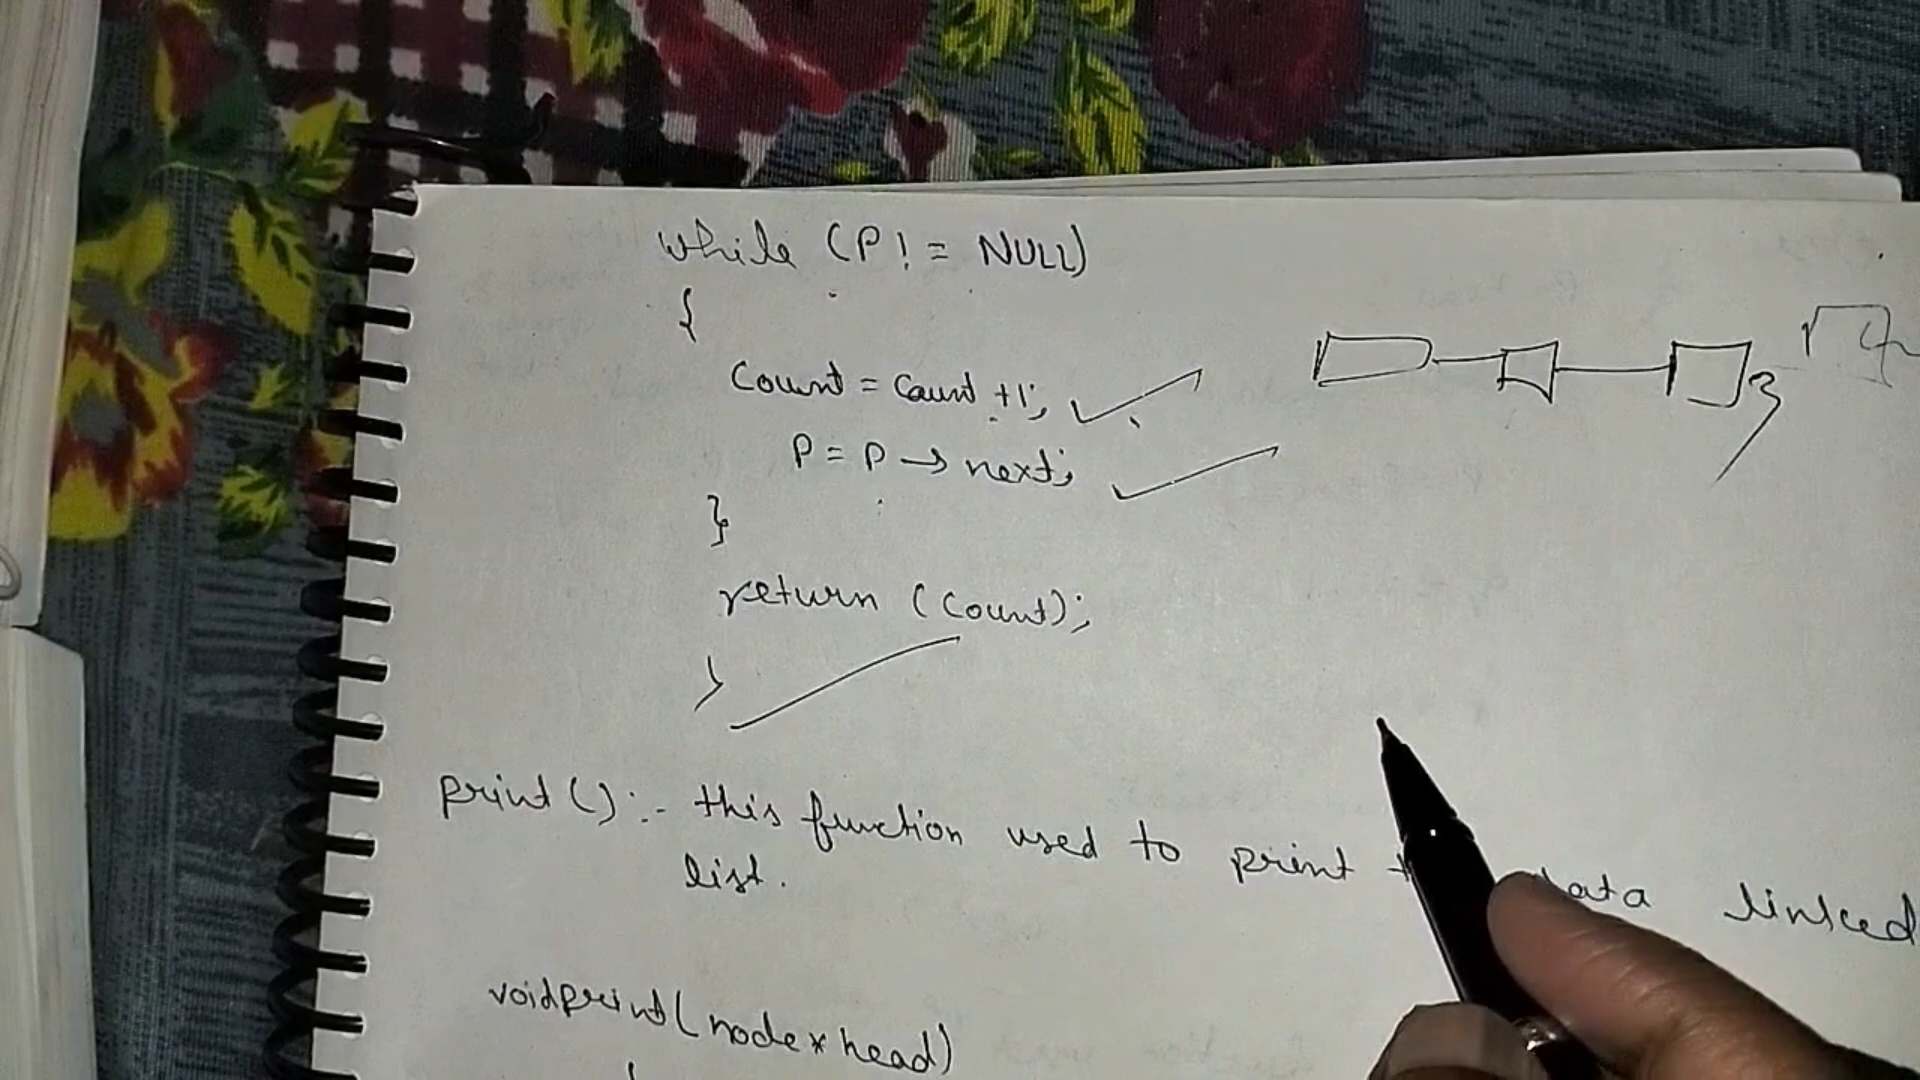 while (P! = NULL)
{
Count = Count +1;
P = P → next;
}
return (Count);
}
print () :- this function used to print data linked
list.
void print (node * head)
{